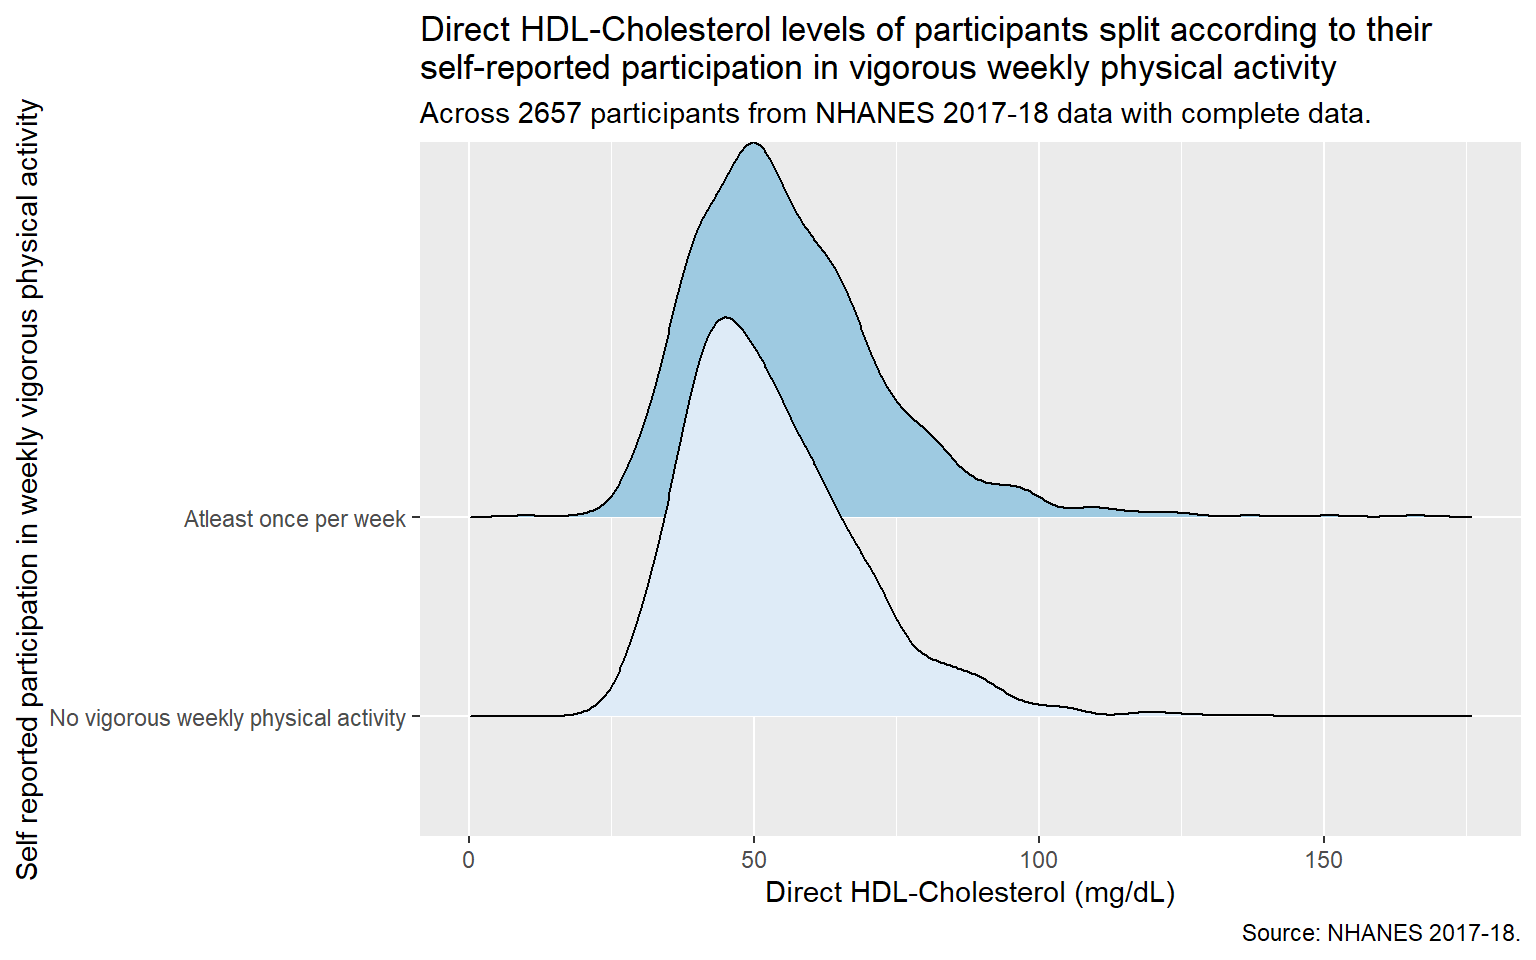 Direct HDL-Cholesterol levels of participants split according to their
self-reported participation in vigorous weekly physical activity
Across 2657 participants from NHANES 2017-18 data with complete data.
Self reported participation in weekly vigorous physical activity
Atleast once per week
No vigorous weekly physical activity
0 50 100 150
Direct HDL-Cholesterol (mg/dL)
Source: NHANES 2017-18.